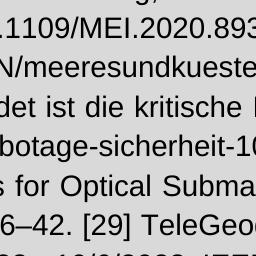 .1109/MEI.2020.893
N/meeresundkueste
det ist die kritische
botage-sicherheit-10
s for Optical Subma
6–42. [29] TeleGeo